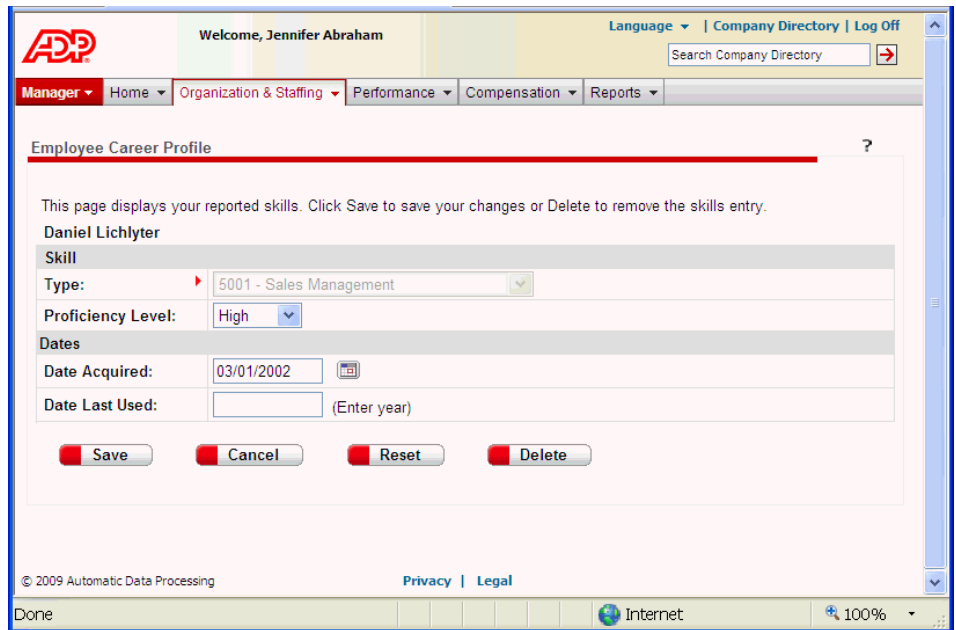 Language | Company Directory | Log Off
ADP
Welcome, Jennifer Abraham
Search Company Directory
Manager Home Organization & Staffing Performance Compensation Reports
Employee Career Profile ?
This page displays your reported skills. Click Save to save your changes or Delete to remove the skills entry.
Daniel Lichlyter
Skill
Type: 5001 - Sales Management
Proficiency Level: High
Dates
Date Acquired: 03/01/2002
Date Last Used: (Enter year)
Save Cancel Reset Delete
© 2009 Automatic Data Processing Privacy | Legal
Done Internet 100%